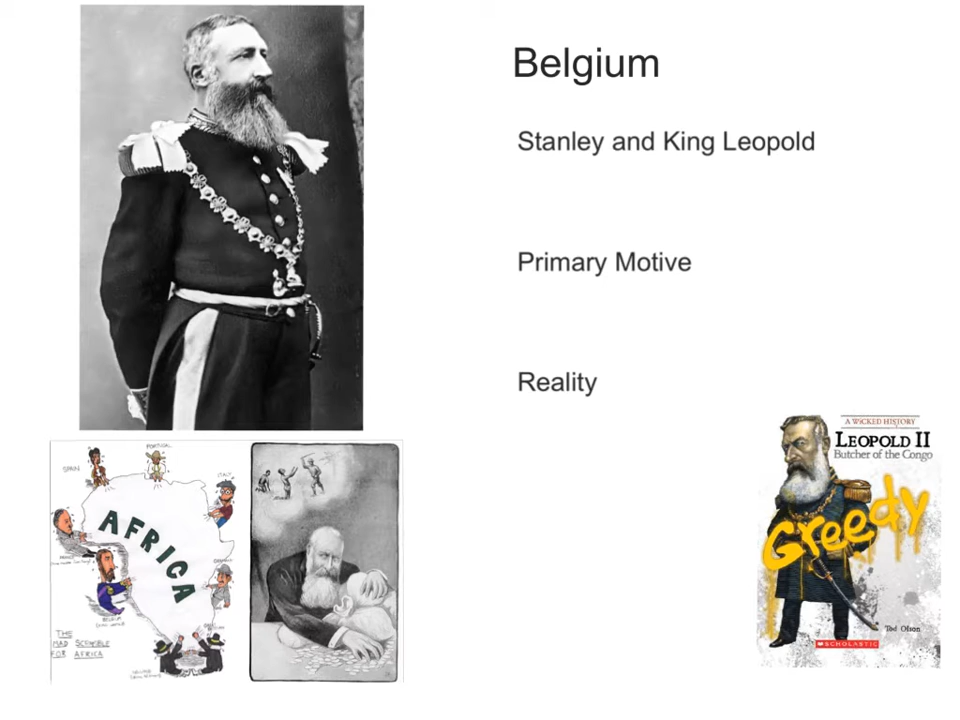 Belgium
Stanley and King Leopold
Primary Motive
Reality
PORTUGAL
SPAIN
ITALY
AFRICA
BELGIUM
THE
MAD SCRAMBLE
FOR AFRICA
A WICKED HISTORY
LEOPOLD II
Butcher of the Congo
Greedy
Ted Olson
SCHOLASTIC